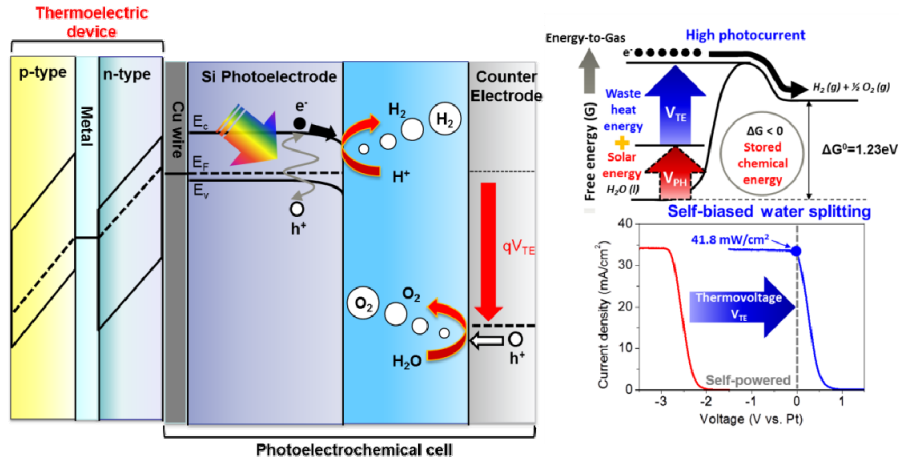 Thermoelectric
device
p-type
n-type
Metal
Cu wire
Si Photoelectrode
Counter
Electrode
e-
Ec
EF
Ev
h+
H2
H2
H+
qVTE
O2
O2
H2O
h+
Photoelectrochemical cell
Energy-to-Gas
High photocurrent
e-
Free energy (G)
Waste
heat
energy
+
Solar
energy
H2O (l)
VTE
VPH
H2 (g) + ½ O2 (g)
ΔG < 0
Stored
chemical
energy
ΔG⁰=1.23eV
Self-biased water splitting
41.8 mW/cm²
Thermovoltage
VTE
Self-powered
Current density (mA/cm²)
40
30
20
10
0
-3
-2
-1
0
1
Voltage (V vs. Pt)